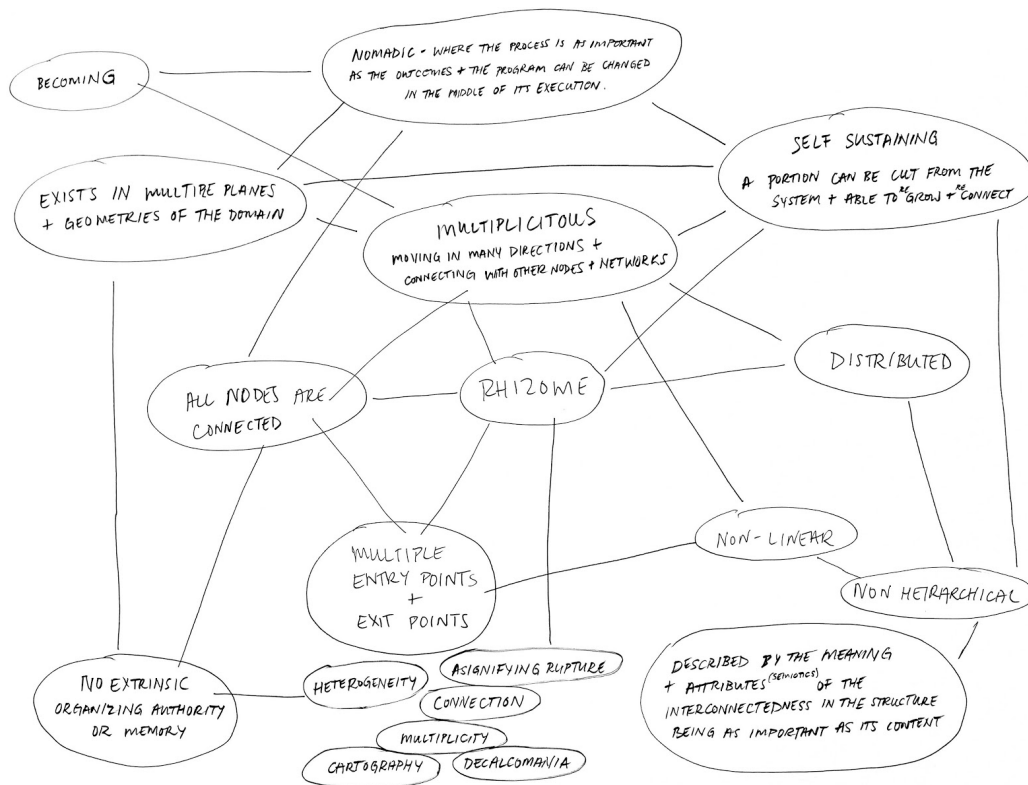 NOMADIC - WHERE THE PROCESS IS AS IMPORTANT
AS THE OUTCOMES + THE PROGRAM CAN BE CHANGED
IN THE MIDDLE OF ITS EXECUTION.
BECOMING
SELF SUSTAINING
A PORTION CAN BE CUT FROM THE
SYSTEM + ABLE TO RE GROW + RE CONNECT
EXISTS IN MULTIPE PLANES
+ GEOMETRIES OF THE DOMAIN
MULTIPLICITOUS
MOVING IN MANY DIRECTIONS +
CONNECTING WITH OTHER NODES + NETWORKS
DISTRIBUTED
RHIZOME
ALL NODES ARE
CONNECTED
NON-LINEAR
MULTIPLE
ENTRY POINTS
+
EXIT POINTS
NON HETRARCHICAL
NO EXTRINSIC
ORGANIZING AUTHORITY
OR MEMORY
HETEROGENEITY
ASIGNIFYING RUPTURE
CONNECTION
MULTIPLICITY
CARTOGRAPHY
DECALCOMANIA
DESCRIBED BY THE MEANING
+ ATTRIBUTES (SEMIOTICS) OF THE
INTERCONNECTEDNESS IN THE STRUCTURE
BEING AS IMPORTANT AS ITS CONTENT